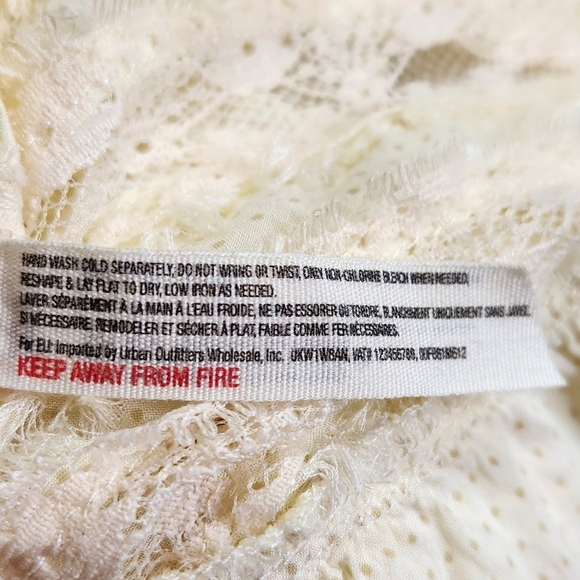 HAND WASH COLD SEPARATELY, DO NOT WRING OR TWIST, ONLY NON-CHLORINE BLEACH WHEN NEEDED,
RESHAPE & LAY FLAT TO DRY, LOW IRON AS NEEDED.
LAVER SÉPARÉMENT À LA MAIN À L'EAU FROIDE, NE PAS ESSORER OU TORDRE, BLANCHIMENT UNIQUEMENT SANS
SI NÉCESSAIRE REMODELER ET SÉCHER À PLAT, FAIBLE COMME FER NÉCESSAIRES.
For EU: Imported by Urban Outfitters Wholesale, Inc. UKW1W8AN, VAT# 123456789,
KEEP AWAY FROM FIRE